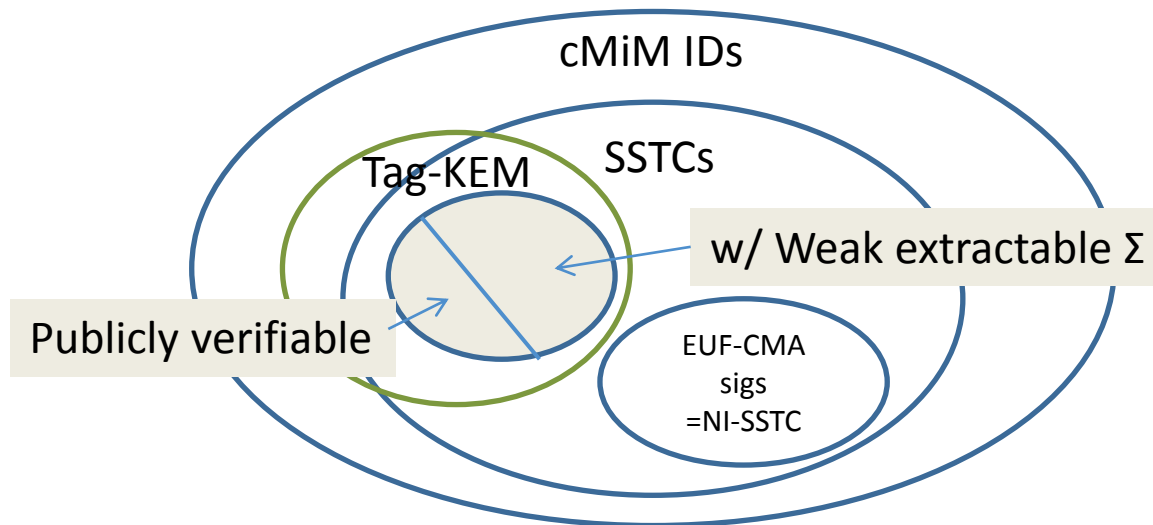 cMiM IDs
Tag-KEM
SSTCs
w/ Weak extractable Σ
Publicly verifiable
EUF-CMA
sigs
=NI-SSTC